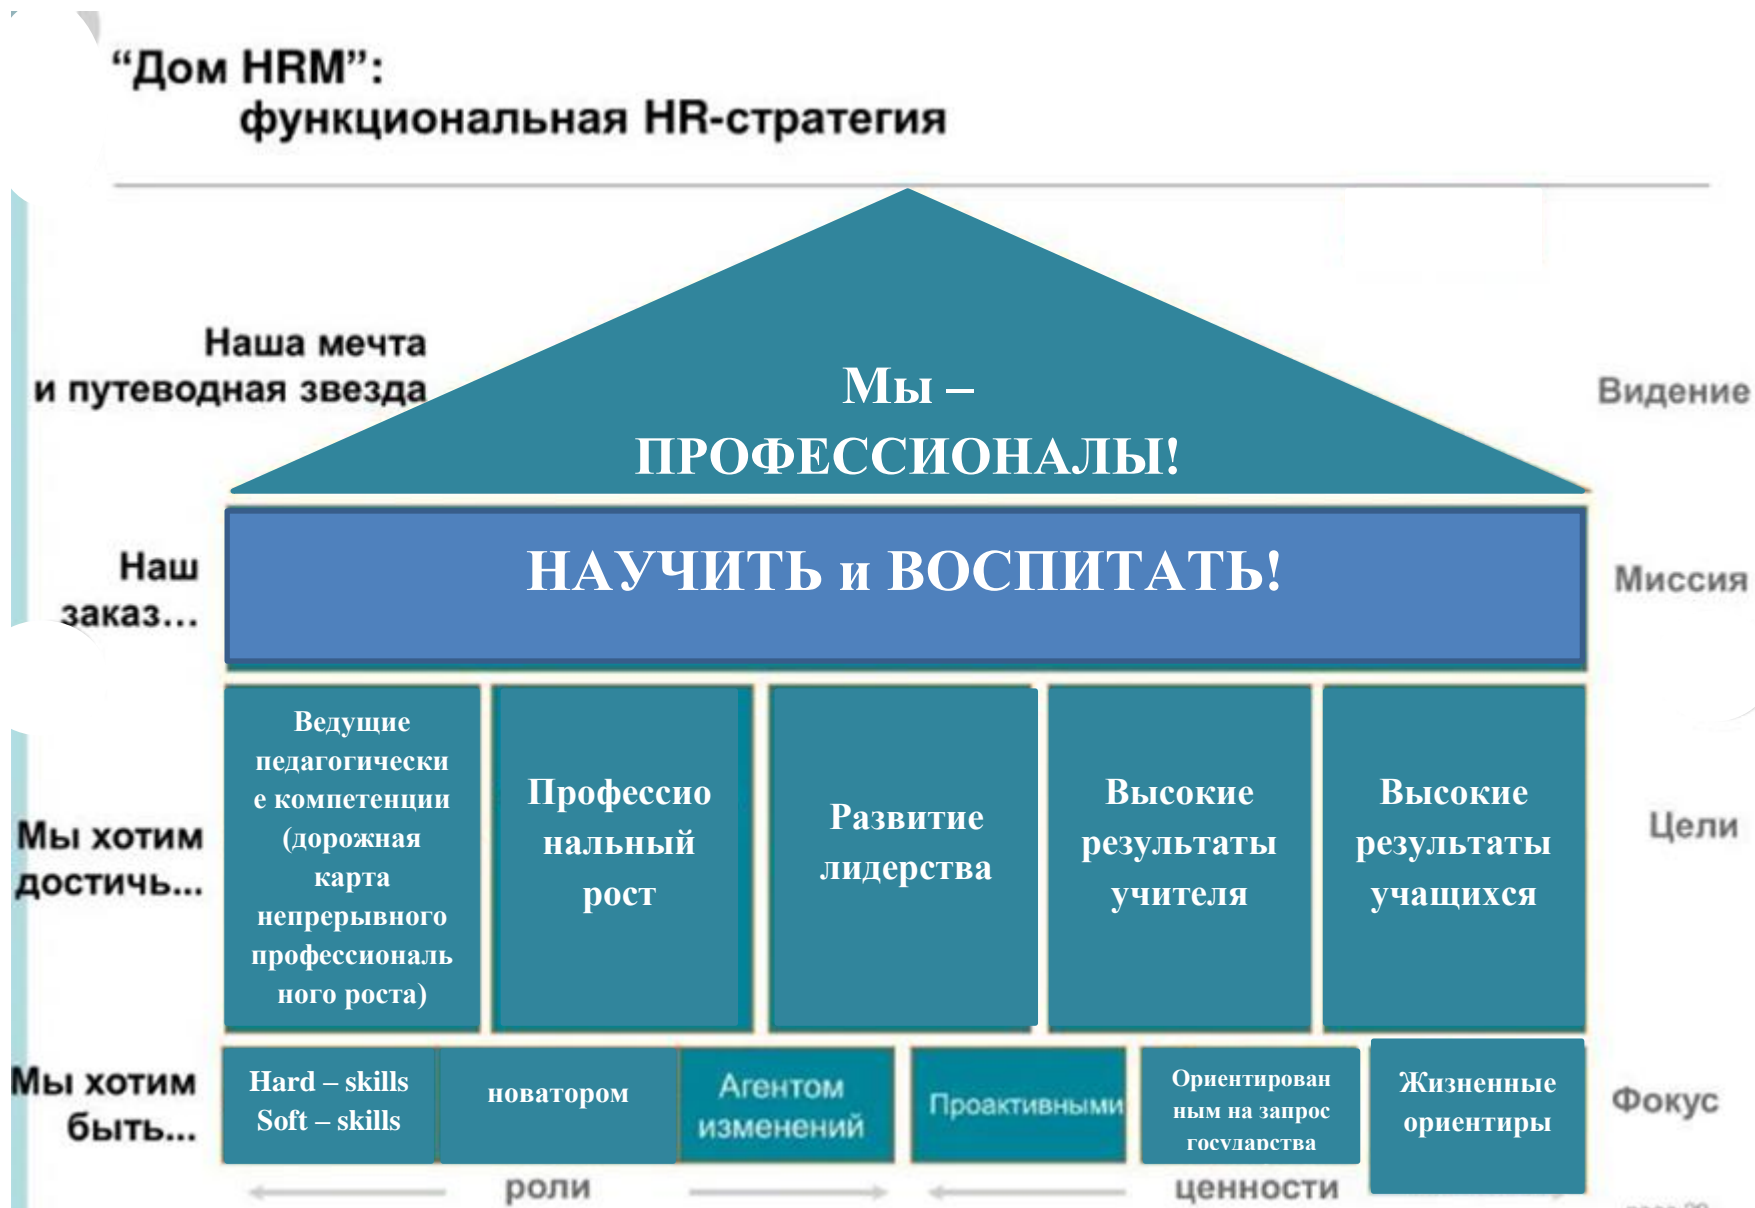 “Дом HRM”:
функциональная HR-стратегия
Наша мечта
и путеводная звезда
Мы –
ПРОФЕССИОНАЛЫ!
Видение
Наш
заказ...
НАУЧИТЬ и ВОСПИТАТЬ!
Миссия
Мы хотим
достичь...
Ведущие
педагогически
е компетенции
(дорожная
карта
непрерывного
профессиональ
ного роста)
Профессио
нальный
рост
Развитие
лидерства
Высокие
результаты
учителя
Высокие
результаты
учащихся
Цели
Мы хотим
быть...
Hard – skills
Soft – skills
новатором
Агентом
изменений
Проактивными
Ориентирован
ным на запрос
государства
Жизненные
ориентиры
Фокус
роли
ценности